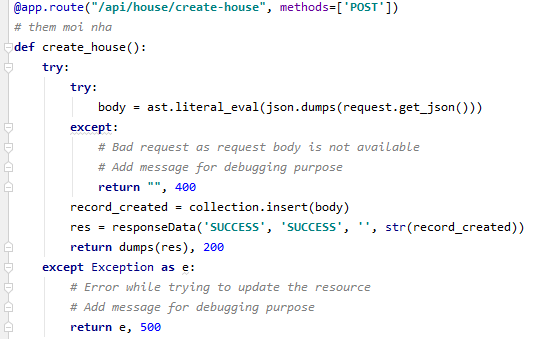 @app.route("/api/house/create-house", methods=['POST'])
# them moi nha
def create_house():
    try:
        try:
            body = ast.literal_eval(json.dumps(request.get_json()))
        except:
            # Bad request as request body is not available
            # Add message for debugging purpose
            return "", 400
        record_created = collection.insert(body)
        res = responseData('SUCCESS', 'SUCCESS', '', str(record_created))
        return dumps(res), 200
    except Exception as e:
        # Error while trying to update the resource
        # Add message for debugging purpose
        return e, 500